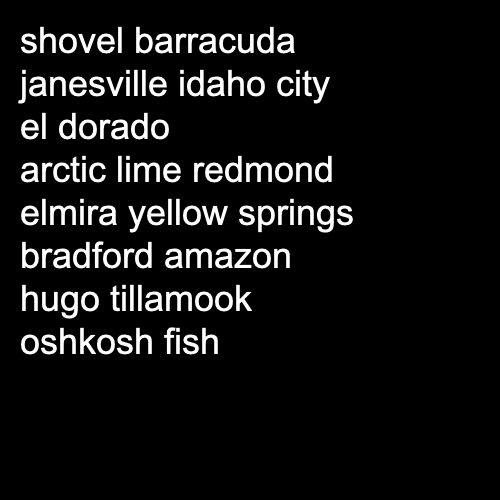 shovel barracuda
janesville idaho city
el dorado
arctic lime redmond
elmira yellow springs
bradford amazon
hugo tillamook
oshkosh fish